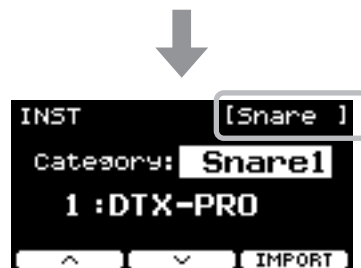 INST [Snare ]
Category: Snare1
1 :DTX-PRO
IMPORT